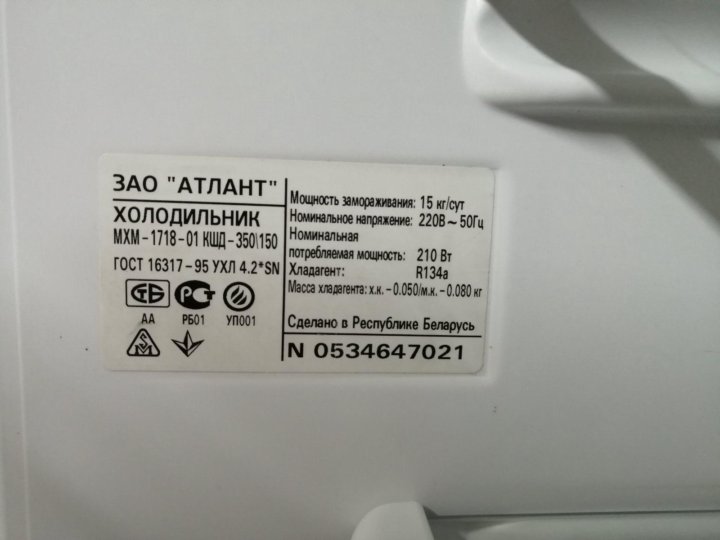 ЗАО "АТЛАНТ"
ХОЛОДИЛЬНИК
МХМ-1718-01 КШД-350\150
ГОСТ 16317-95 УХЛ 4.2*SN
СТБ РСТ
АА РБ01 УП001
Мощность замораживания: 15 кг/сут
Номинальное напряжение: 220В ~ 50Гц
Номинальная
потребляемая мощность: 210 Вт
Хладагент: R134a
Масса хладагента: х.к. – 0.050/м.к. – 0.080 кг
Сделано в Республике Беларусь
N 0534647021